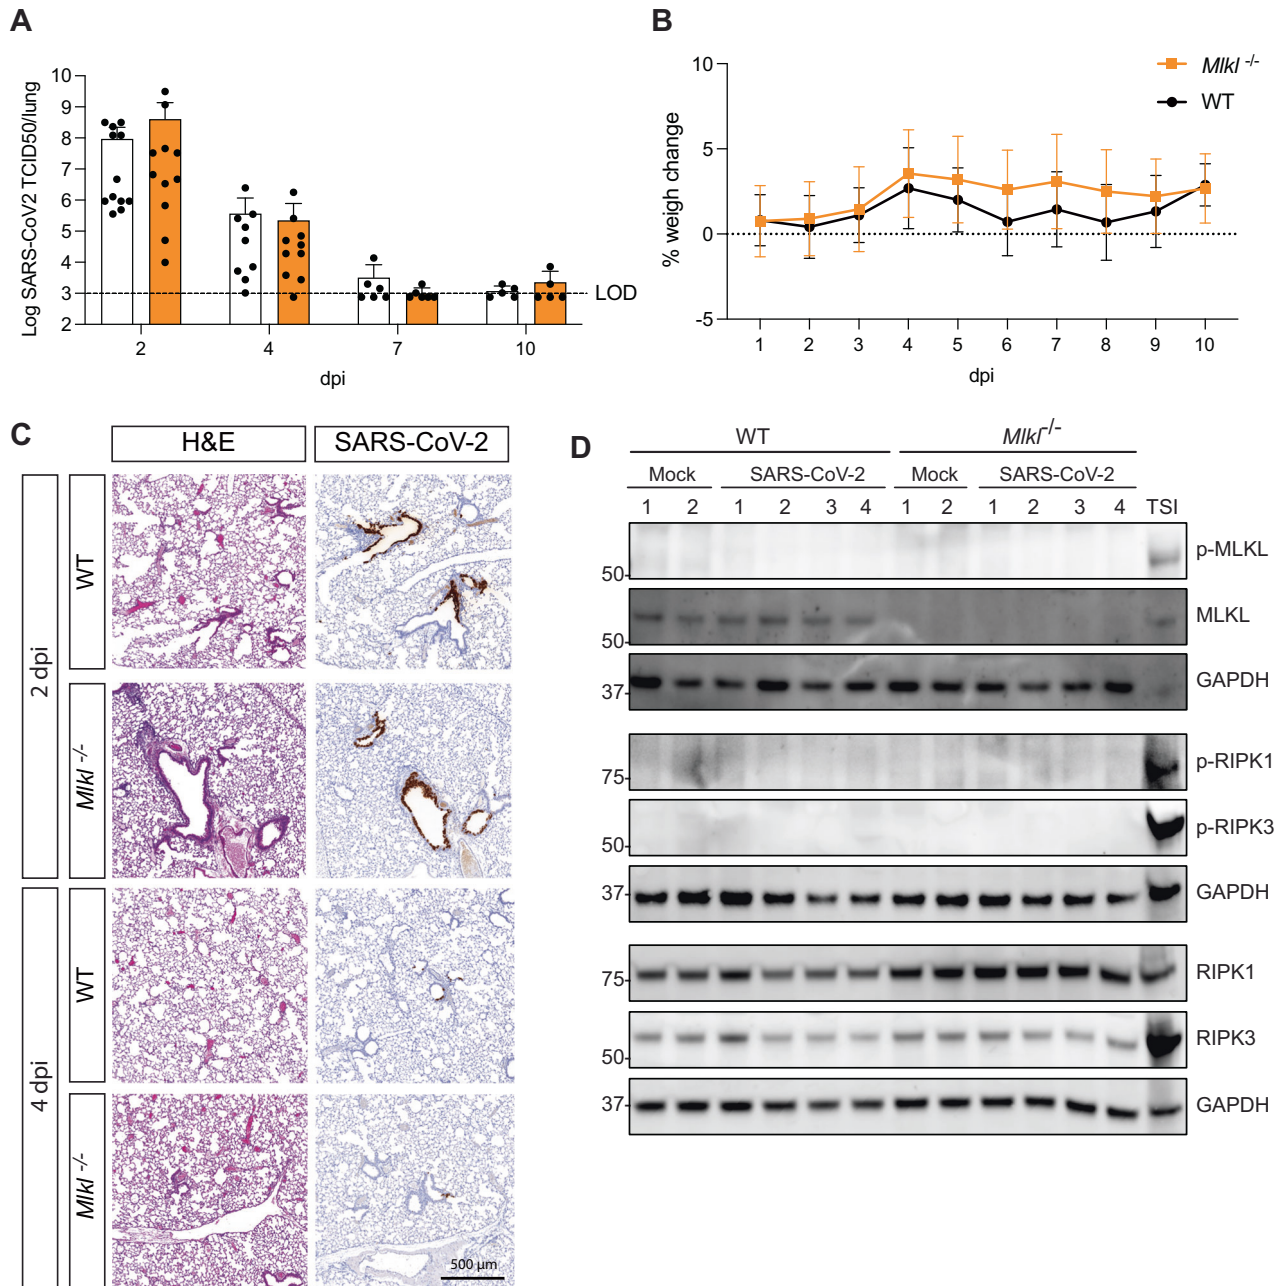 A
Log SARS-CoV2 TCID50/lung
10
9
8
7
6
5
4
3
2
LOD
2 4 7 10
dpi
B
% weigh change
10
5
0
-5
Mlkl -/-
WT
1 2 3 4 5 6 7 8 9 10
dpi
C
H&E SARS-CoV-2
2 dpi
WT
Mlkl -/-
4 dpi
WT
Mlkl -/-
500 µm
D
WT Mlkl-/-
Mock SARS-CoV-2 Mock SARS-CoV-2
1 2 1 2 3 4 1 2 1 2 3 4 TSI
50 p-MLKL
50 MLKL
37 GAPDH
75 p-RIPK1
50 p-RIPK3
37 GAPDH
75 RIPK1
50 RIPK3
37 GAPDH